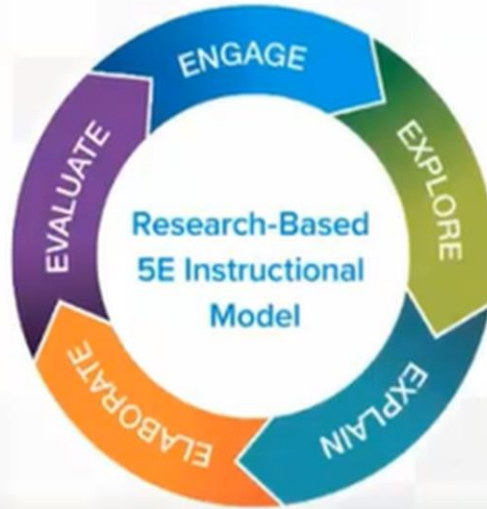 ENGAGE
EXPLORE
EXPLAIN
ELABORATE
EVALUATE
Research-Based
5E Instructional
Model